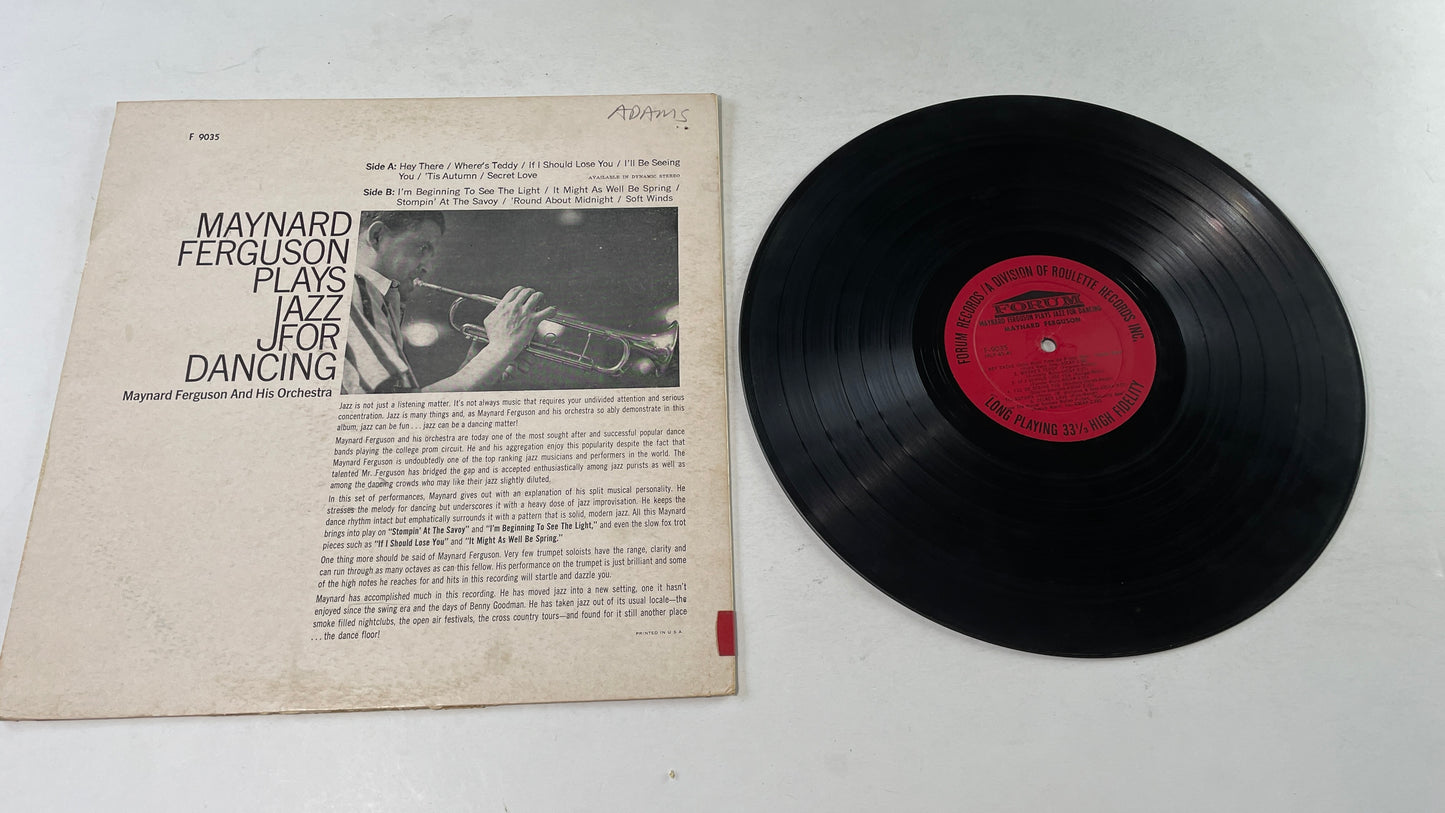 ADAMS
F 9035
Side A: Hey There / Where's Teddy / If I Should Lose You / I'll Be Seeing
You / 'Tis Autumn / Secret Love
AVAILABLE IN DYNAMIC STEREO
Side B: I'm Beginning To See The Light / It Might As Well Be Spring /
Stompin' At The Savoy / 'Round About Midnight / Soft Winds
MAYNARD
FERGUSON
PLAYS
JAZZ
FOR
DANCING
Maynard Ferguson And His Orchestra
Jazz is not just a listening matter. It's not always music that requires your undivided attention and serious
concentration. Jazz is many things and, as Maynard Ferguson and his orchestra so ably demonstrate in this
album, jazz can be fun . . . jazz can be a dancing matter!
Maynard Ferguson and his orchestra are today one of the most sought after and successful popular dance
bands playing the college prom circuit. He and his aggregation enjoy this popularity despite the fact that
Maynard Ferguson is undoubtedly one of the top ranking jazz musicians and performers in the world. The
talented Mr. Ferguson has bridged the gap and is accepted enthusiastically among jazz purists as well as
among the dancing crowds who may like their jazz slightly diluted.
In this set of performances, Maynard gives out with an explanation of his split musical personality. He
stresses the melody for dancing but underscores it with a heavy dose of jazz improvisation. He keeps the
dance rhythm intact but emphatically surrounds it with a pattern that is solid, modern jazz. All this Maynard
brings into play on "Stompin' At The Savoy" and "I'm Beginning To See The Light," and even the slow fox trot
pieces such as "If I Should Lose You" and "It Might As Well Be Spring."
One thing more should be said of Maynard Ferguson. Very few trumpet soloists have the range, clarity and
can run through as many octaves as can this fellow. His performance on the trumpet is just brilliant and some
of the high notes he reaches for and hits in this recording will startle and dazzle you.
Maynard has accomplished much in this recording. He has moved jazz into a new setting, one it hasn't
enjoyed since the swing era and the days of Benny Goodman. He has taken jazz out of its usual locale—the
smoke filled nightclubs, the open air festivals, the cross country tours—and found for it still another place
. . . the dance floor!
PRINTED IN U.S.A.
FORUM RECORDS/A DIVISION OF ROULETTE RECORDS INC.
FORUM
MAYNARD FERGUSON PLAYS JAZZ FOR DANCING
MAYNARD FERGUSON
F-9035
LONG PLAYING 33⅓ HIGH FIDELITY